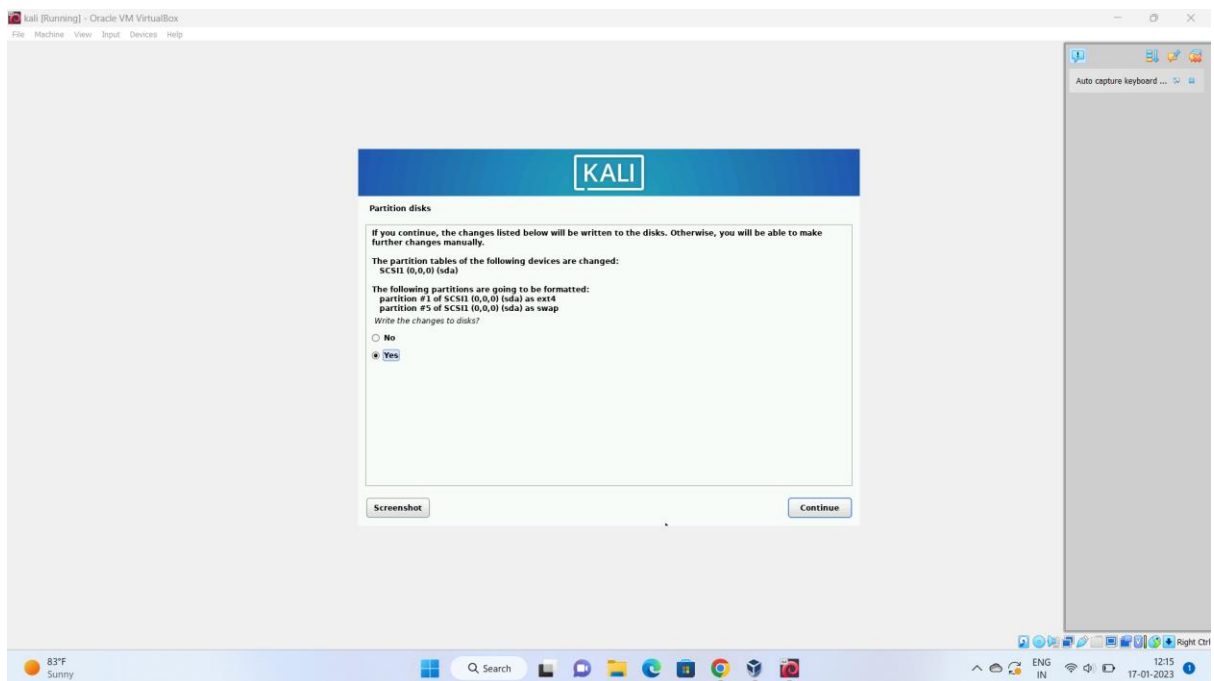 kali [Running] - Oracle VM VirtualBox
File Machine View Input Devices Help
Auto capture keyboard ...
KALI
Partition disks
If you continue, the changes listed below will be written to the disks. Otherwise, you will be able to make
further changes manually.
The partition tables of the following devices are changed:
SCSI1 (0,0,0) (sda)
The following partitions are going to be formatted:
partition #1 of SCSI1 (0,0,0) (sda) as ext4
partition #5 of SCSI1 (0,0,0) (sda) as swap
Write the changes to disks?
No
Yes
Screenshot Continue
Right Ctrl
83°F
Sunny
Search
ENG
IN
12:15
17-01-2023
1